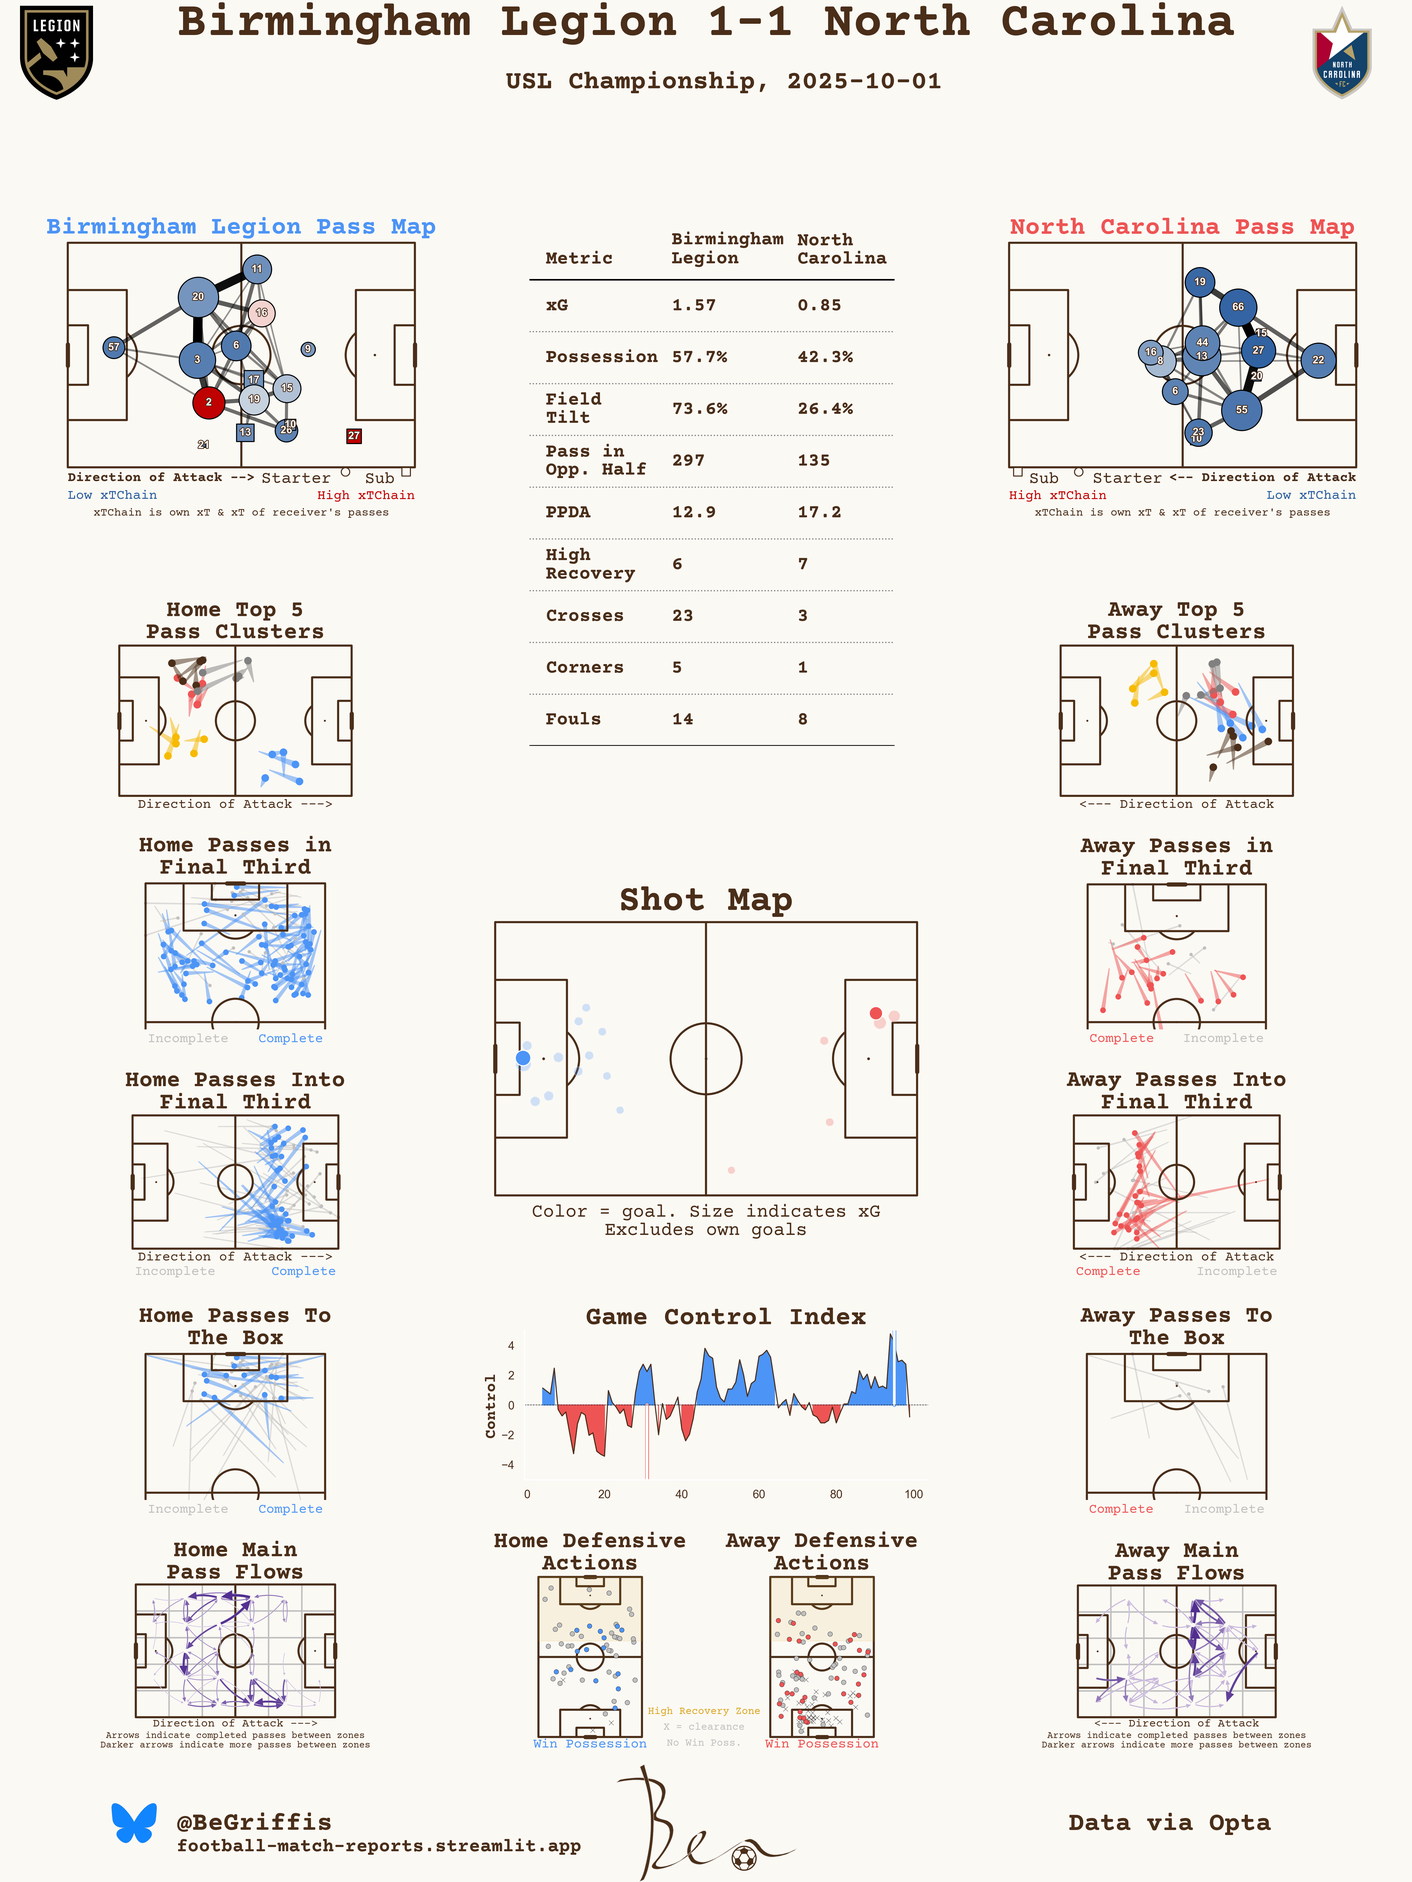 Birmingham Legion 1-1 North Carolina
USL Championship, 2025-10-01
LEGION
NORTH
CAROLINA
FC
Birmingham Legion Pass Map
11
20
16
57
3
6
9
17
15
2
19
10
13
26
27
Direction of Attack --> Starter Sub
Low xTChain High xTChain
xTChain is own xT & xT of receiver's passes
Metric Birmingham Legion North Carolina
xG 1.57 0.85
Possession 57.7% 42.3%
Field Tilt 73.6% 26.4%
Pass in Opp. Half 297 135
PPDA 12.9 17.2
High Recovery 6 7
Crosses 23 3
Corners 5 1
Fouls 14 8
North Carolina Pass Map
19
66
15
44
27
16
8
13
22
20
6
55
23
10
Sub Starter <-- Direction of Attack
High xTChain Low xTChain
xTChain is own xT & xT of receiver's passes
Home Top 5
Pass Clusters
Direction of Attack --->
Away Top 5
Pass Clusters
<--- Direction of Attack
Home Passes in
Final Third
Incomplete Complete
Away Passes in
Final Third
Complete Incomplete
Shot Map
Color = goal. Size indicates xG
Excludes own goals
Home Passes Into
Final Third
Direction of Attack --->
Incomplete Complete
Away Passes Into
Final Third
<--- Direction of Attack
Complete Incomplete
Home Passes To
The Box
Incomplete Complete
Game Control Index
Control
4
2
0
−2
−4
0 20 40 60 80 100
Away Passes To
The Box
Complete Incomplete
Home Main
Pass Flows
Direction of Attack --->
Arrows indicate completed passes between zones
Darker arrows indicate more passes between zones
Home Defensive
Actions
Win Possession
Away Defensive
Actions
Win Possession
High Recovery Zone
X = clearance
No Win Poss.
Away Main
Pass Flows
<--- Direction of Attack
Arrows indicate completed passes between zones
Darker arrows indicate more passes between zones
@BeGriffis
football-match-reports.streamlit.app
Ben
Data via Opta